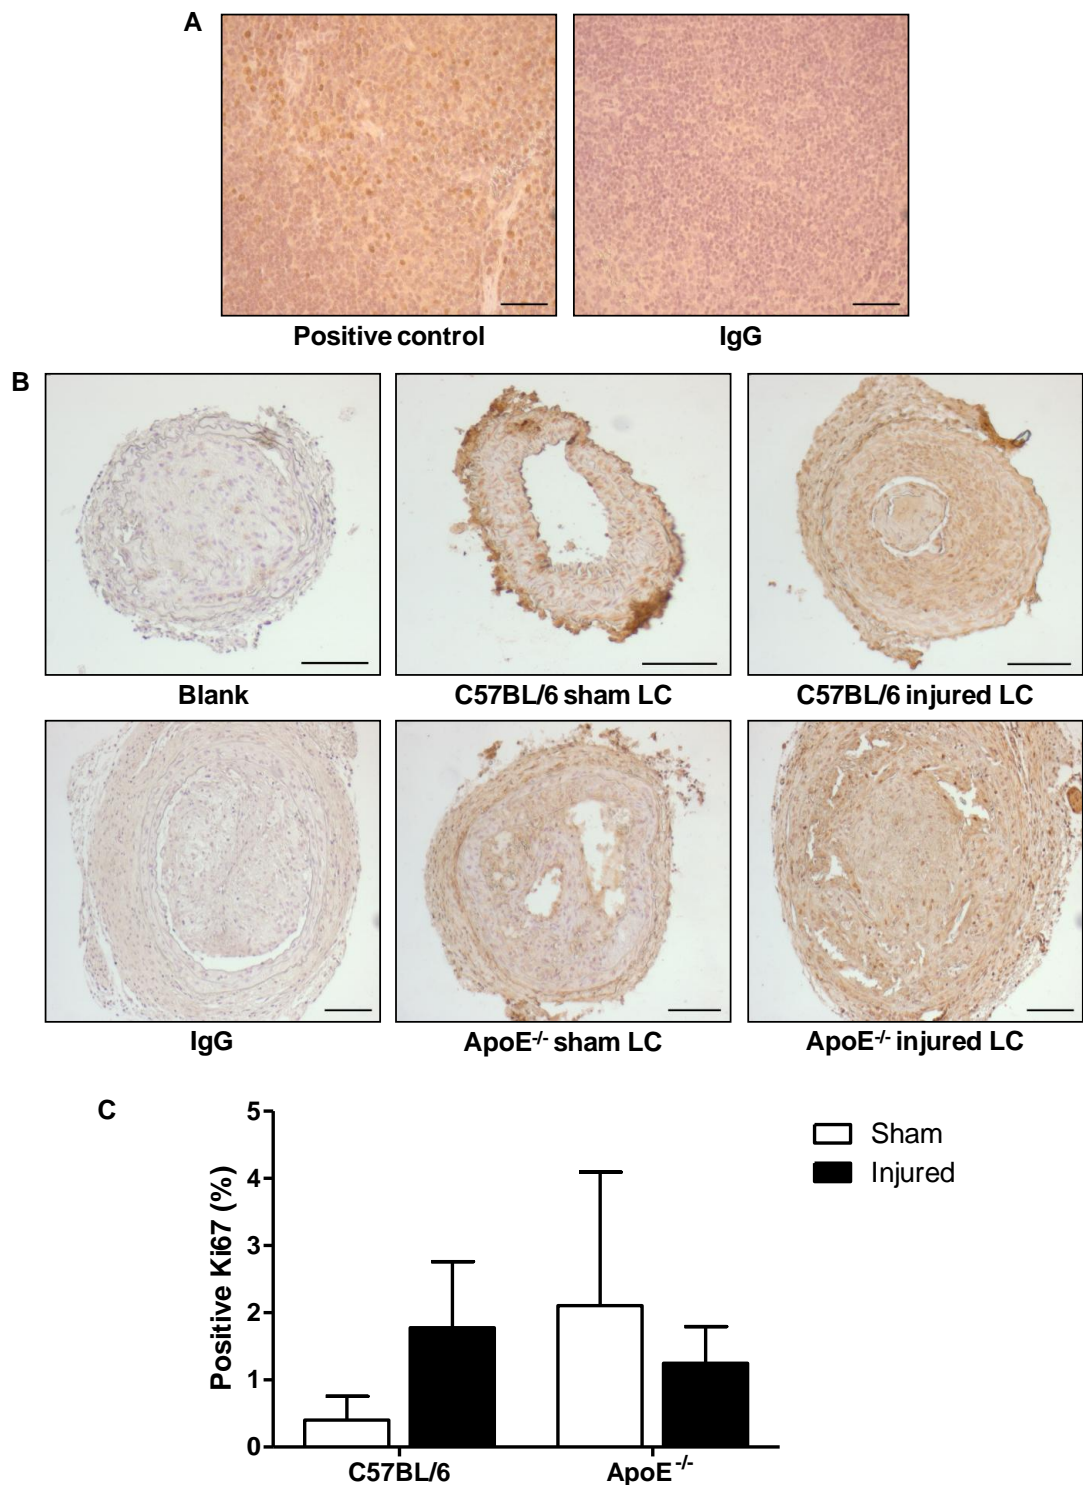 A
Positive control
IgG
B
Blank
C57BL/6 sham LC
C57BL/6 injured LC
IgG
ApoE-/- sham LC
ApoE-/- injured LC
C
Positive Ki67 (%)
5
4
3
2
1
0
C57BL/6
ApoE-/-
Sham
Injured